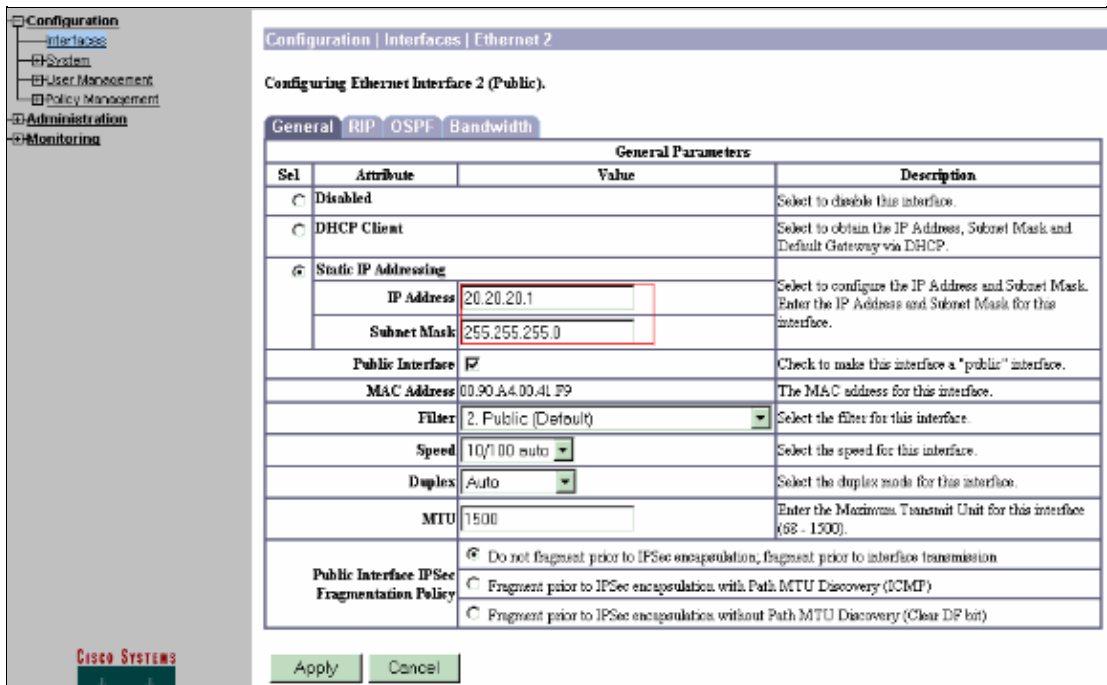 Configuration
Interfaces
System
User Management
Policy Management
Administration
Monitoring
Configuration | Interfaces | Ethernet 2
Configuring Ethernet Interface 2 (Public).
General RIP OSPF Bandwidth
General Parameters
Sel Attribute Value Description
Disabled Select to disable this interface.
DHCP Client Select to obtain the IP Address, Subnet Mask and
Default Gateway via DHCP.
Static IP Addressing
IP Address 20.20.20.1
Subnet Mask 255.255.255.0
Select to configure the IP Address and Subnet Mask.
Enter the IP Address and Subnet Mask for this
interface.
Public Interface Check to make this interface a "public" interface.
MAC Address 00.90.A4.00.41.F9 The MAC address for this interface.
Filter 2. Public (Default) Select the filter for this interface.
Speed 10/100 auto Select the speed for this interface.
Duplex Auto Select the duplex mode for this interface.
MTU 1500 Enter the Maximum Transmit Unit for this interface
(68 - 1500).
Public Interface IPSec
Fragmentation Policy
Do not fragment prior to IPSec encapsulation; fragment prior to interface transmission
Fragment prior to IPSec encapsulation with Path MTU Discovery (ICMP)
Fragment prior to IPSec encapsulation without Path MTU Discovery (Clear DF bit)
Apply Cancel
CISCO SYSTEMS